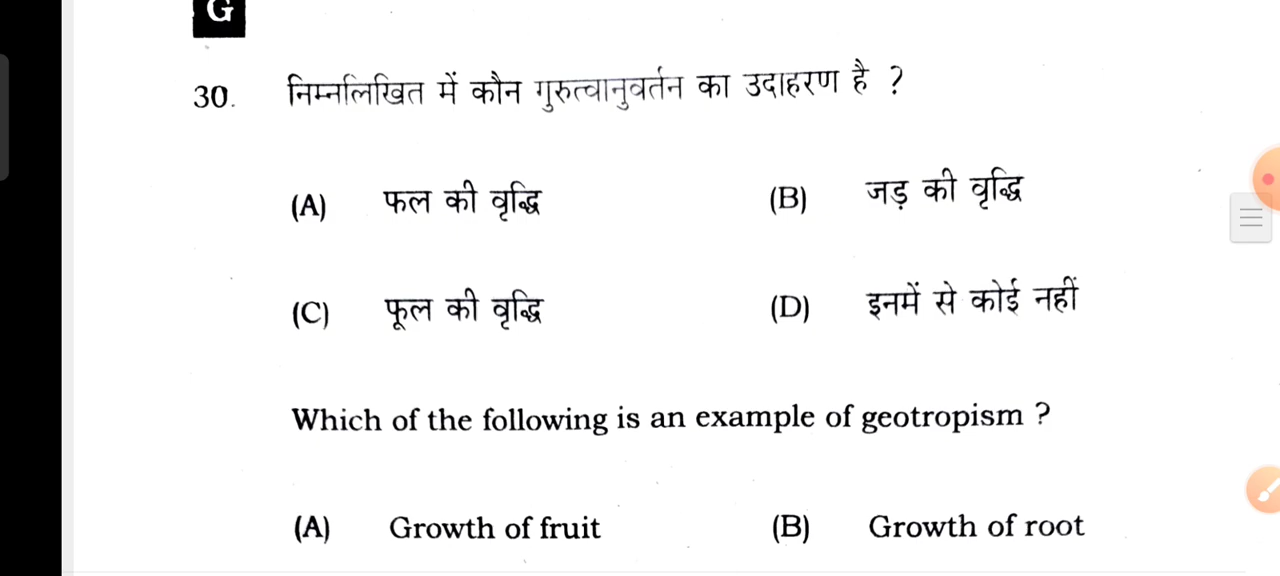 G
30. निम्नलिखित में कौन गुरुत्वानुवर्तन का उदाहरण है ?
(A) फल की वृद्धि (B) जड़ की वृद्धि
(C) फूल की वृद्धि (D) इनमें से कोई नहीं
Which of the following is an example of geotropism ?
(A) Growth of fruit (B) Growth of root